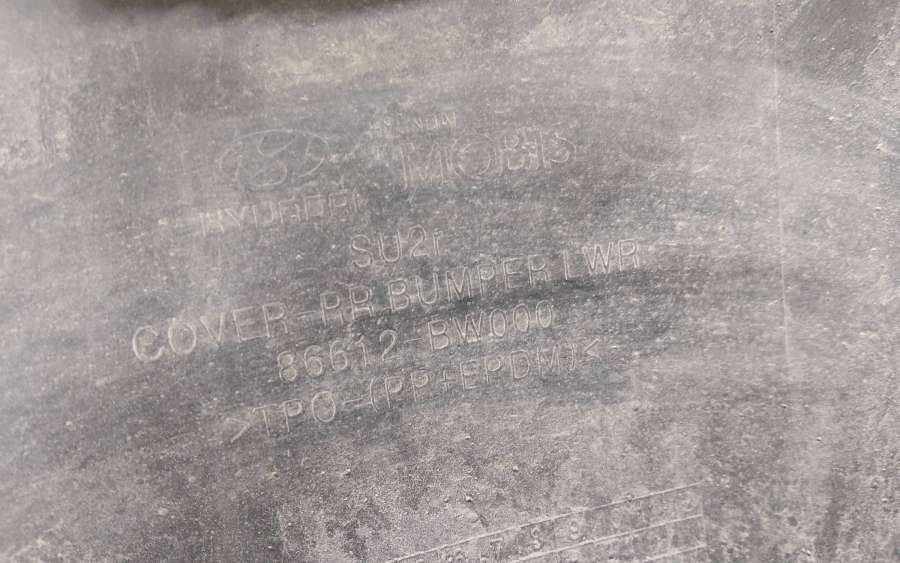 MOBIS
HYUNDAI
SU2r
COVER-RR BUMPER LWR
86612-BW000
>TPO-(PP+EPDM)<